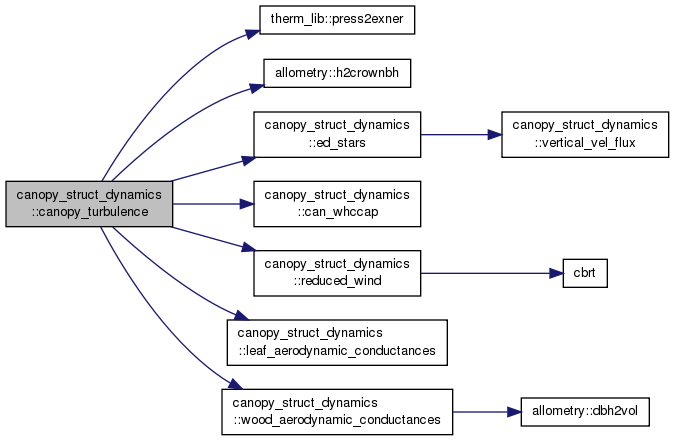 canopy_struct_dynamics
::canopy_turbulence
therm_lib::press2exner
allometry::h2crownbh
canopy_struct_dynamics
::ed_stars
canopy_struct_dynamics
::vertical_vel_flux
canopy_struct_dynamics
::can_whccap
canopy_struct_dynamics
::reduced_wind
cbrt
canopy_struct_dynamics
::leaf_aerodynamic_conductances
canopy_struct_dynamics
::wood_aerodynamic_conductances
allometry::dbh2vol